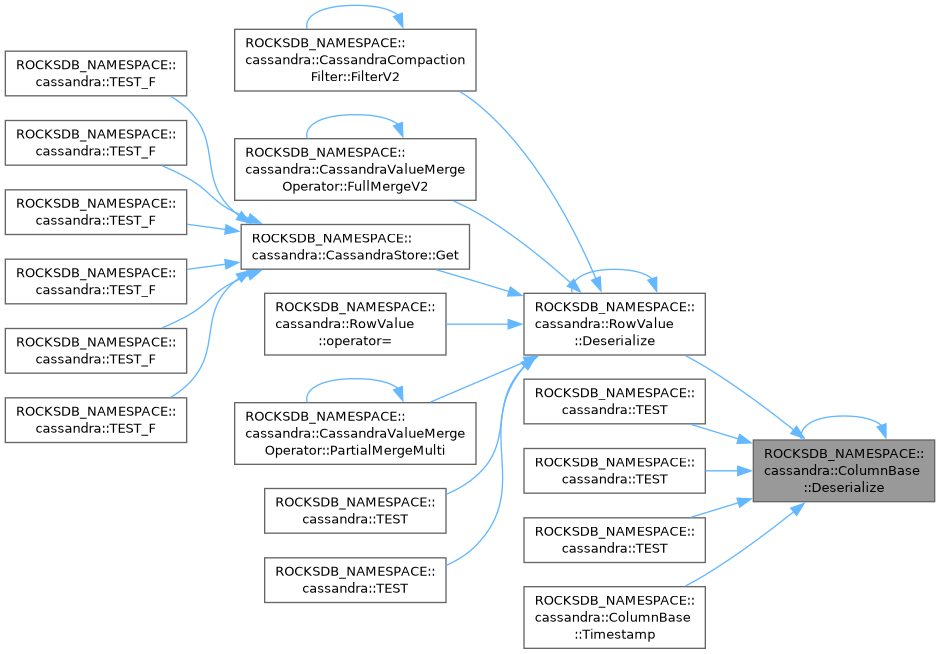 ROCKSDB_NAMESPACE::
cassandra::TEST_F
ROCKSDB_NAMESPACE::
cassandra::TEST_F
ROCKSDB_NAMESPACE::
cassandra::TEST_F
ROCKSDB_NAMESPACE::
cassandra::TEST_F
ROCKSDB_NAMESPACE::
cassandra::TEST_F
ROCKSDB_NAMESPACE::
cassandra::TEST_F
ROCKSDB_NAMESPACE::
cassandra::CassandraCompaction
Filter::FilterV2
ROCKSDB_NAMESPACE::
cassandra::CassandraValueMerge
Operator::FullMergeV2
ROCKSDB_NAMESPACE::
cassandra::CassandraStore::Get
ROCKSDB_NAMESPACE::
cassandra::RowValue
::operator=
ROCKSDB_NAMESPACE::
cassandra::CassandraValueMerge
Operator::PartialMergeMulti
ROCKSDB_NAMESPACE::
cassandra::TEST
ROCKSDB_NAMESPACE::
cassandra::TEST
ROCKSDB_NAMESPACE::
cassandra::RowValue
::Deserialize
ROCKSDB_NAMESPACE::
cassandra::TEST
ROCKSDB_NAMESPACE::
cassandra::TEST
ROCKSDB_NAMESPACE::
cassandra::TEST
ROCKSDB_NAMESPACE::
cassandra::ColumnBase
::Timestamp
ROCKSDB_NAMESPACE::
cassandra::ColumnBase
::Deserialize